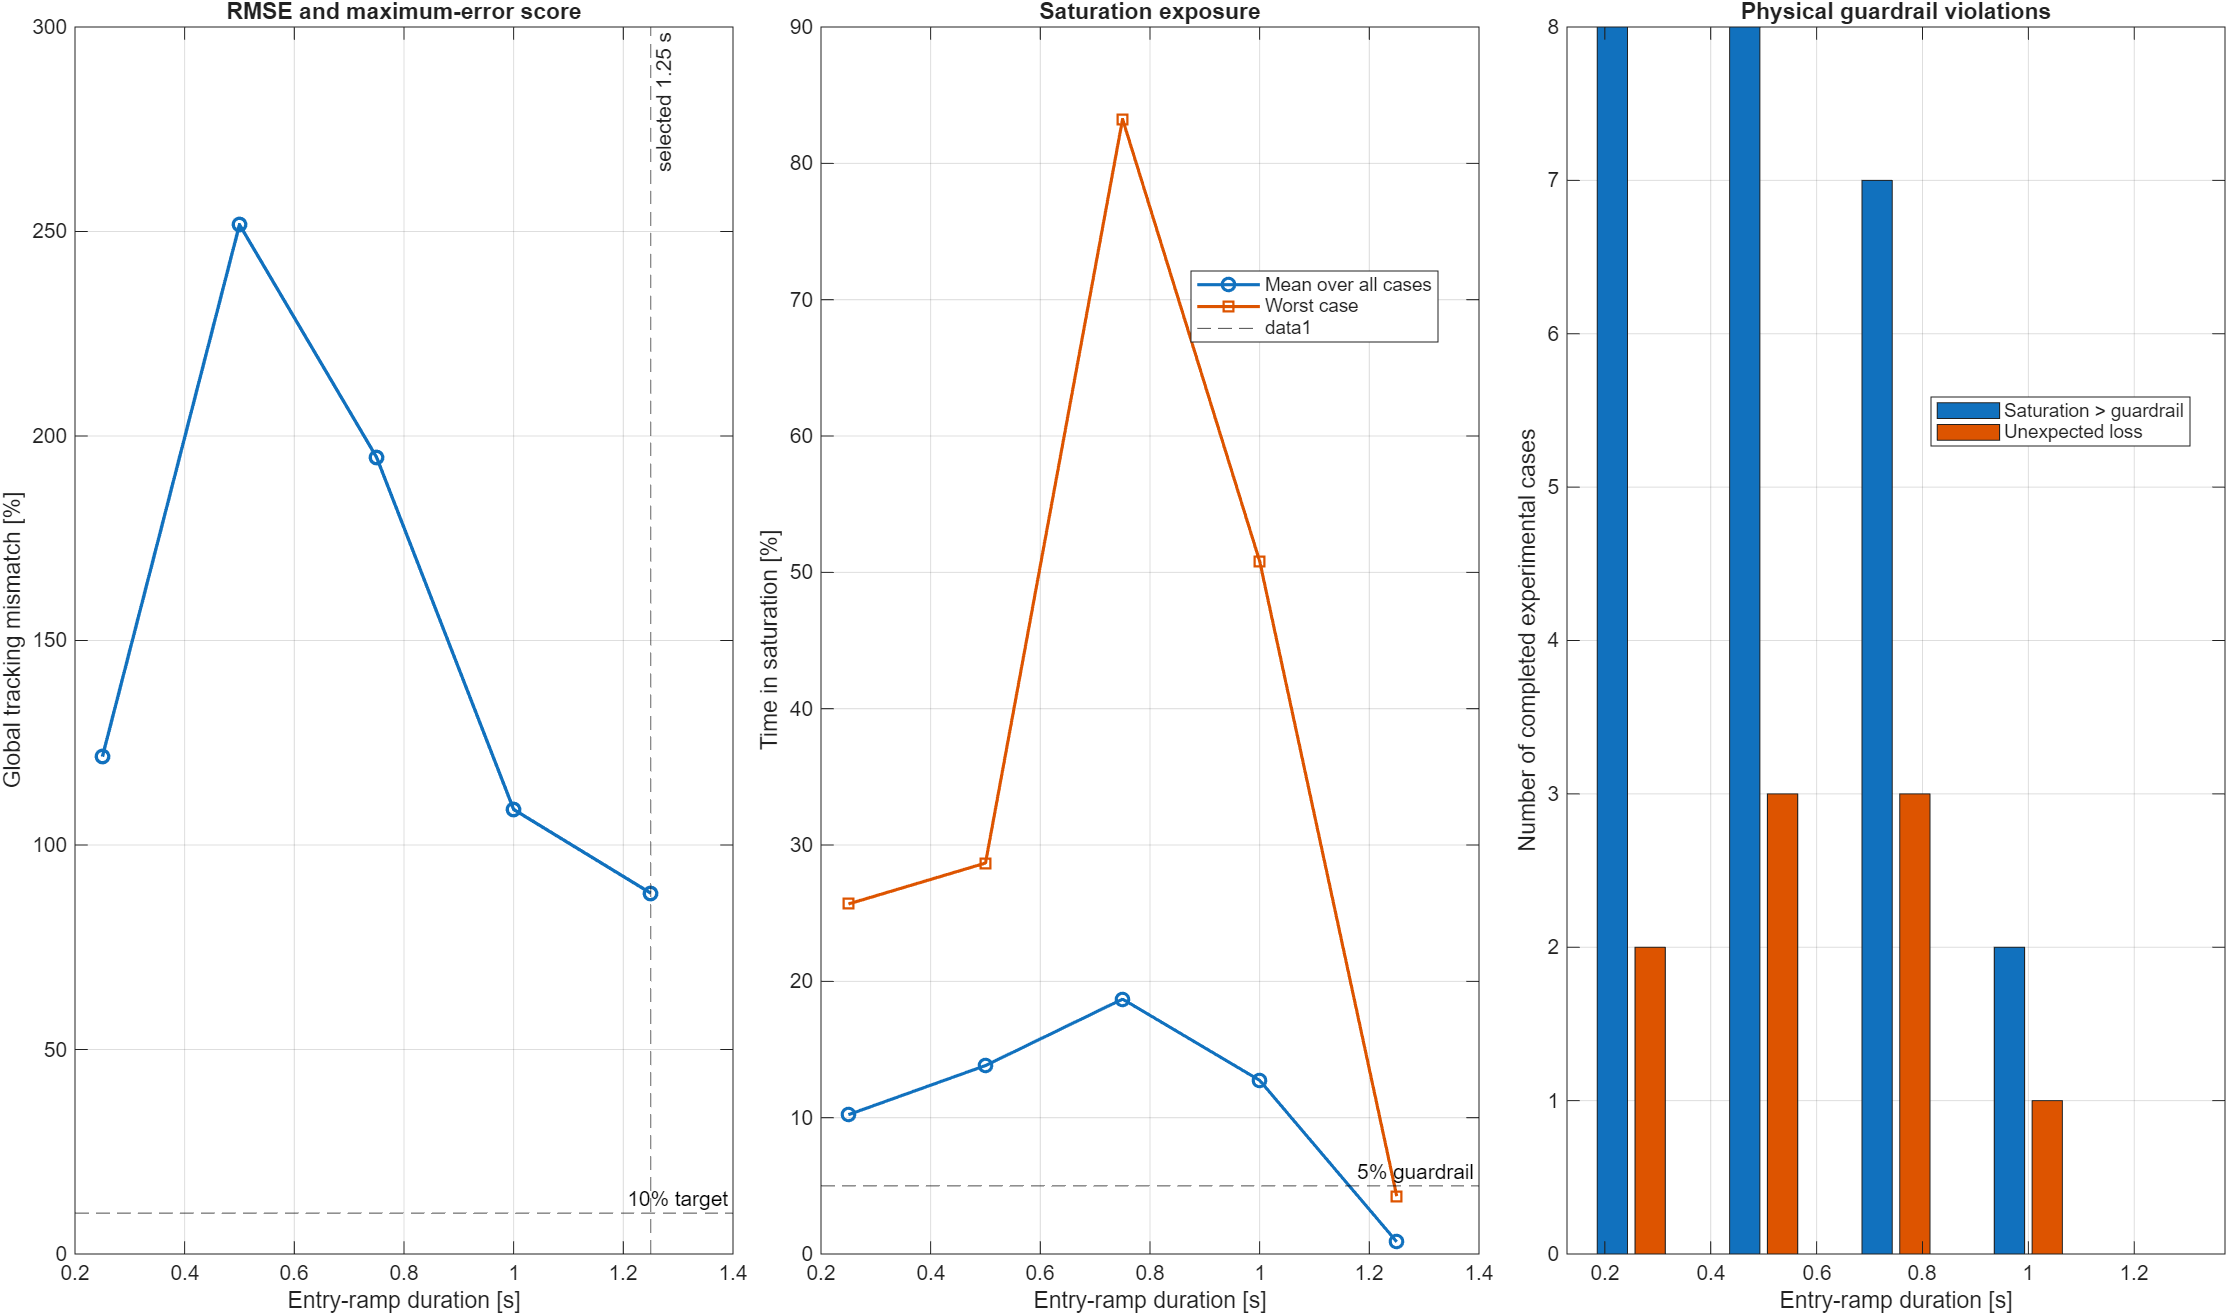 RMSE and maximum-error score
300
250
200
150
100
50
0
0.2
0.4
0.6
0.8
1
1.2
1.4
Global tracking mismatch [%]
Entry-ramp duration [s]
selected 1.25 s
10% target
Saturation exposure
90
80
70
60
50
40
30
20
10
0
0.2
0.4
0.6
0.8
1
1.2
1.4
Time in saturation [%]
Entry-ramp duration [s]
Mean over all cases
Worst case
data1
5% guardrail
Physical guardrail violations
8
7
6
5
4
3
2
1
0
0.2
0.4
0.6
0.8
1
1.2
Number of completed experimental cases
Entry-ramp duration [s]
Saturation > guardrail
Unexpected loss